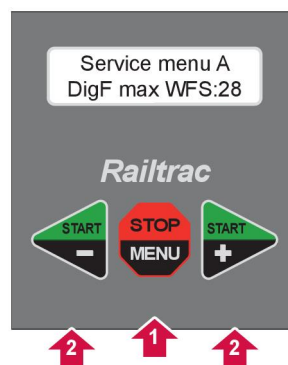 Service menu A
DigF max WFS:28
Railtrac
START
STOP
START
-
MENU
+
2
1
2